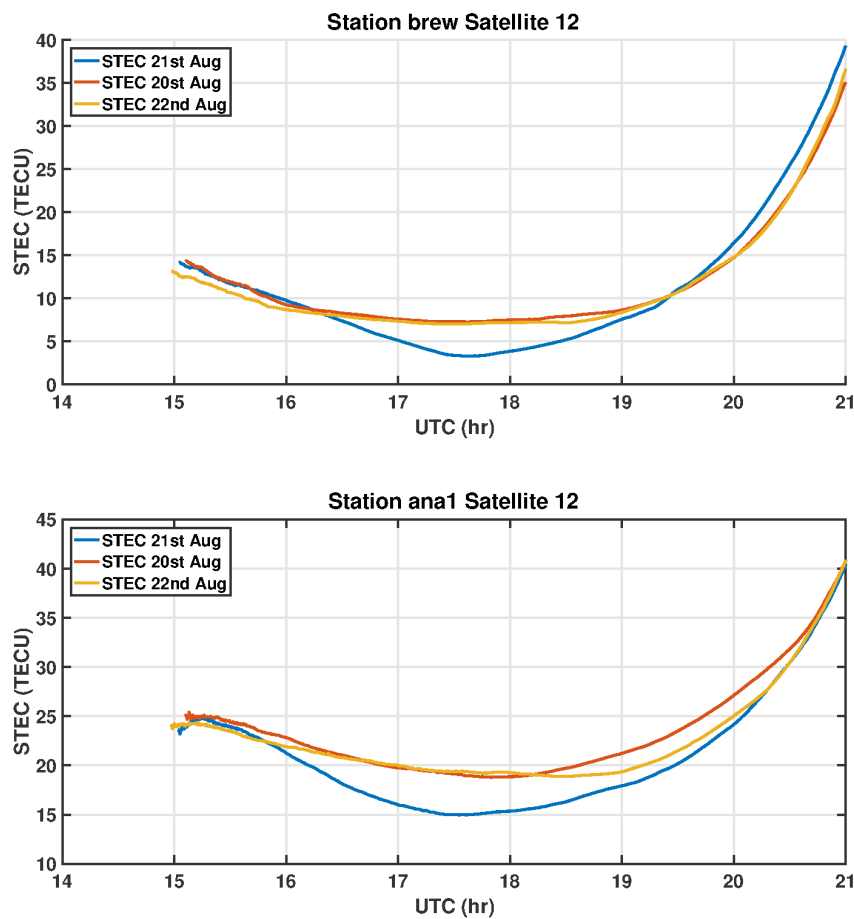 Station brew Satellite 12
STEC (TECU)
40
35
30
25
20
15
10
5
0
STEC 21st Aug
STEC 20st Aug
STEC 22nd Aug
14 15 16 17 18 19 20 21
UTC (hr)
Station ana1 Satellite 12
STEC (TECU)
45
40
35
30
25
20
15
10
STEC 21st Aug
STEC 20st Aug
STEC 22nd Aug
14 15 16 17 18 19 20 21
UTC (hr)